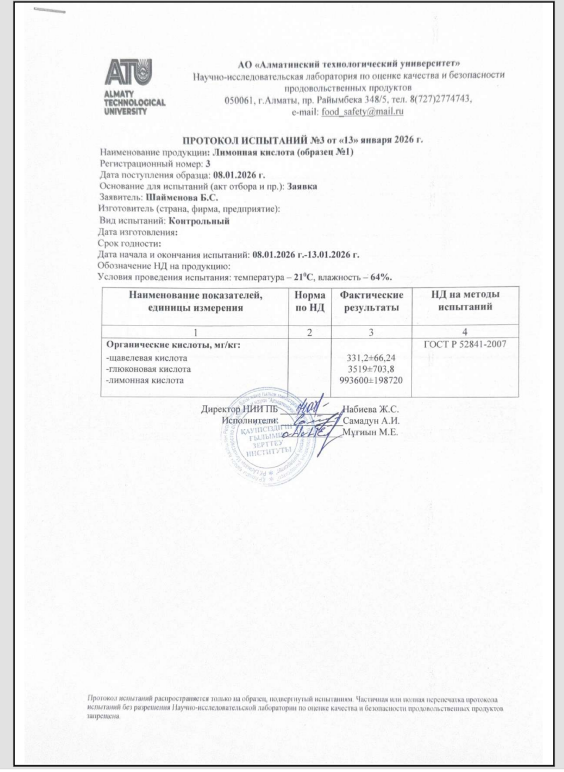 ATU
ALMATY
TECHNOLOGICAL
UNIVERSITY
АО «Алматинский технологический университет»
Научно-исследовательская лаборатория по оценке качества и безопасности
продовольственных продуктов
050061, г.Алматы, пр. Райымбека 348/5, тел. 8(727)2774743,
e-mail: food_safety@mail.ru
ПРОТОКОЛ ИСПЫТАНИЙ №3 от «13» января 2026 г.
Наименование продукции: Лимонная кислота (образец №1)
Регистрационный номер: 3
Дата поступления образца: 08.01.2026 г.
Основание для испытаний (акт отбора и пр.): Заявка
Заявитель: Шайменова Б.С.
Изготовитель (страна, фирма, предприятие):
Вид испытаний: Контрольный
Дата изготовления:
Срок годности:
Дата начала и окончания испытаний: 08.01.2026 г.-13.01.2026 г.
Обозначение НД на продукцию:
Условия проведения испытания: температура – 21⁰С, влажность – 64%.
Наименование показателей, единицы измерения Норма по НД Фактические результаты НД на методы испытаний
1 2 3 4
Органические кислоты, мг/кг: ГОСТ Р 52841-2007
-щавелевая кислота 331,2±66,24
-глюконовая кислота 3519±703,8
-лимонная кислота 993600±198720
Директор НИИ ПБ Набиева Ж.С.
Исполнители: Самадун А.И.
Мұғиын М.Е.
ҚАУІПСІЗДІГІ
ҒЫЛЫМИ
ЗЕРТТЕУ
ИНСТИТУТЫ
Протокол испытаний распространяется только на образец, подвергнутый испытаниям. Частичная или полная перепечатка протокола
испытаний без разрешения Научно-исследовательской лаборатории по оценке качества и безопасности продовольственных продуктов
запрещена.